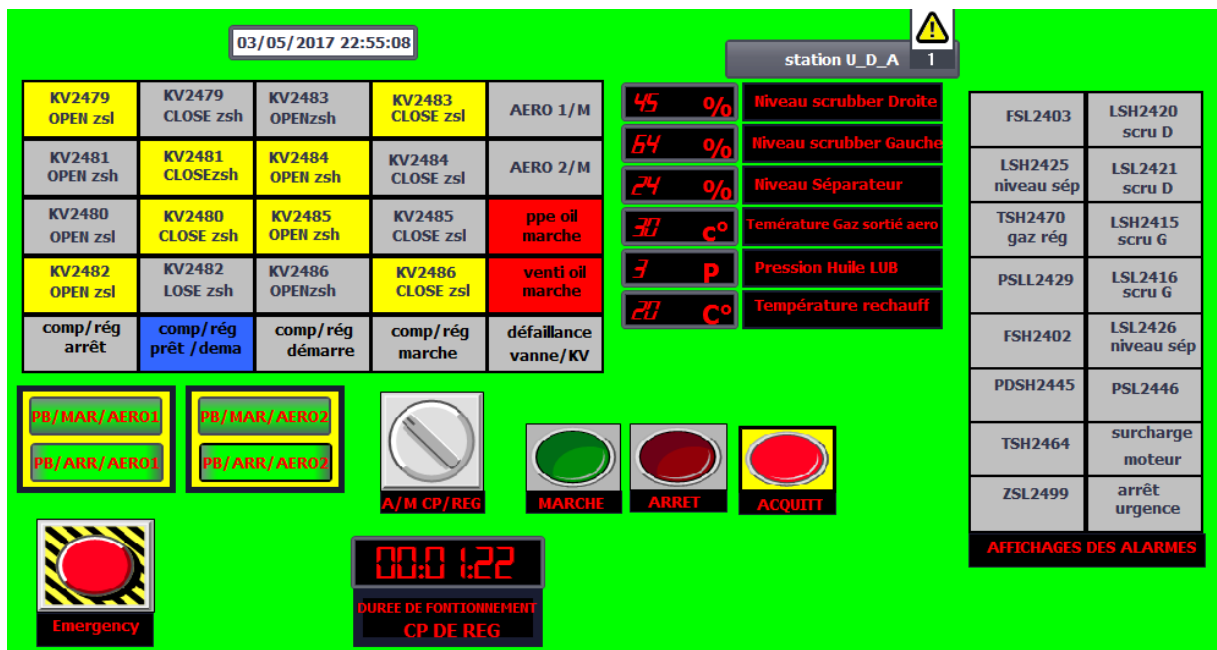 03/05/2017 22:55:08
station U_D_A 1
KV2479
OPEN zsl
KV2479
CLOSE zsh
KV2483
OPENzsh
KV2483
CLOSE zsl
AERO 1/M
KV2481
OPEN zsh
KV2481
CLOSEzsh
KV2484
OPEN zsh
KV2484
CLOSE zsl
AERO 2/M
KV2480
OPEN zsl
KV2480
CLOSE zsh
KV2485
OPEN zsh
KV2485
CLOSE zsl
ppe oil
marche
KV2482
OPEN zsl
KV2482
LOSE zsh
KV2486
OPENzsh
KV2486
CLOSE zsl
venti oil
marche
comp/rég
arrêt
comp/rég
prêt /dema
comp/rég
démarre
comp/rég
marche
défaillance
vanne/KV
45 % Niveau scrubber Droite
64 % Niveau scrubber Gauche
24 % Niveau Séparateur
30 c° Temérature Gaz sortié aero
3 P Pression Huile LUB
20 C° Température rechauff
FSL2403
LSH2420
scru D
LSH2425
niveau sép
LSL2421
scru D
TSH2470
gaz rég
LSH2415
scru G
PSLL2429
LSL2416
scru G
FSH2402
LSL2426
niveau sép
PDSH2445
PSL2446
TSH2464
surcharge
moteur
ZSL2499
arrêt
urgence
AFFICHAGES DES ALARMES
PB/MAR/AERO1
PB/ARR/AERO1
PB/MAR/AERO2
PB/ARR/AERO2
A/M CP/REG
MARCHE
ARRET
ACQUITT
Emergency
00:01:22
DUREE DE FONTIONNEMENT
CP DE REG